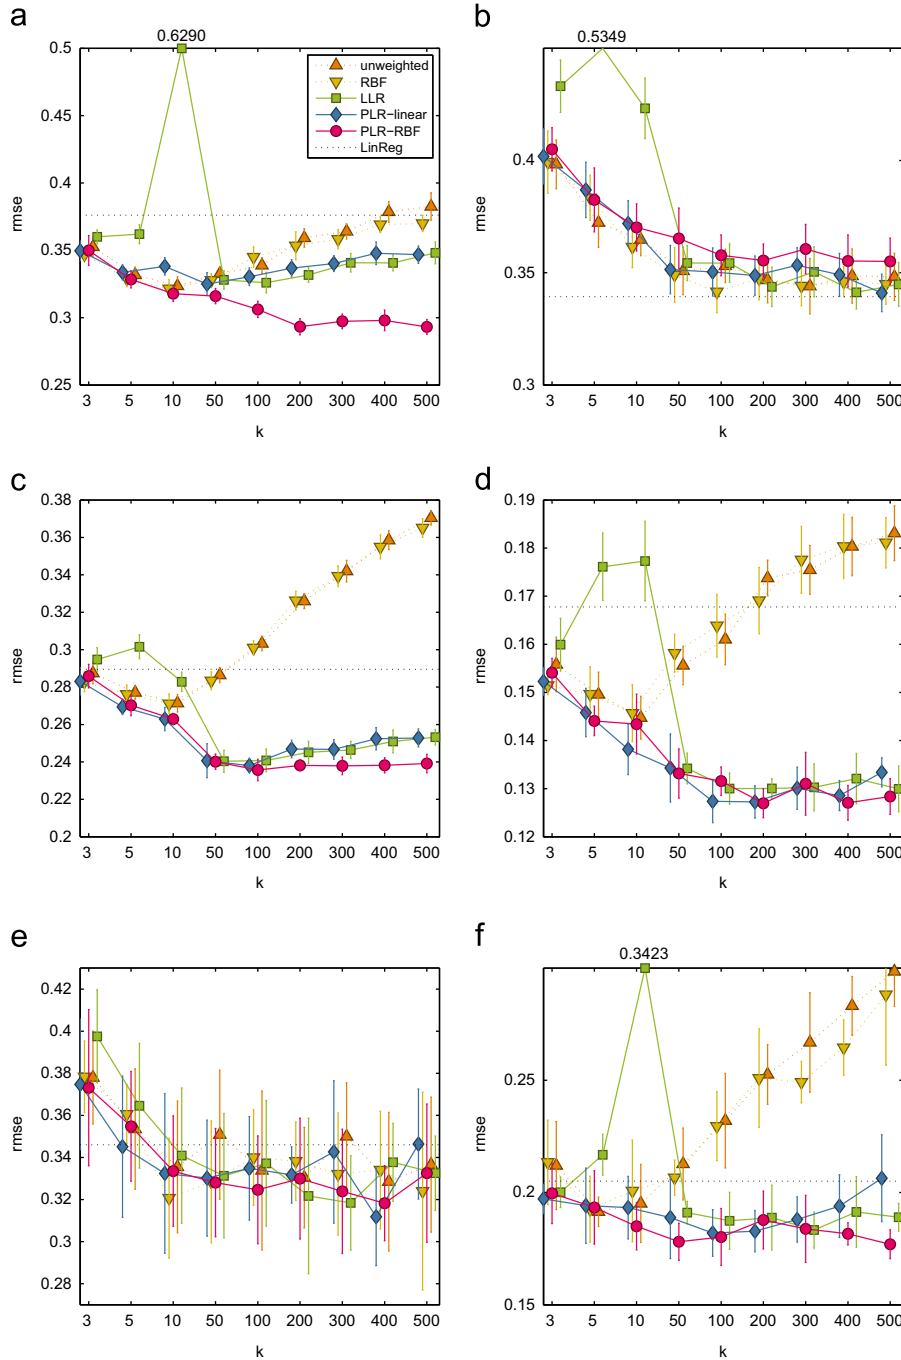 a
0.6290
0.5
0.45
0.4
0.35
0.3
0.25
rmse
unweighted
RBF
LLR
PLR-linear
PLR-RBF
LinReg
3 5 10 50 100 200 300 400 500
k
b
0.5349
0.4
0.35
0.3
rmse
3 5 10 50 100 200 300 400 500
k
c
0.38
0.36
0.34
0.32
0.3
0.28
0.26
0.24
0.22
0.2
rmse
3 5 10 50 100 200 300 400 500
k
d
0.19
0.18
0.17
0.16
0.15
0.14
0.13
0.12
rmse
3 5 10 50 100 200 300 400 500
k
e
0.42
0.4
0.38
0.36
0.34
0.32
0.3
0.28
rmse
3 5 10 50 100 200 300 400 500
k
f
0.3423
0.25
0.2
0.15
rmse
3 5 10 50 100 200 300 400 500
k